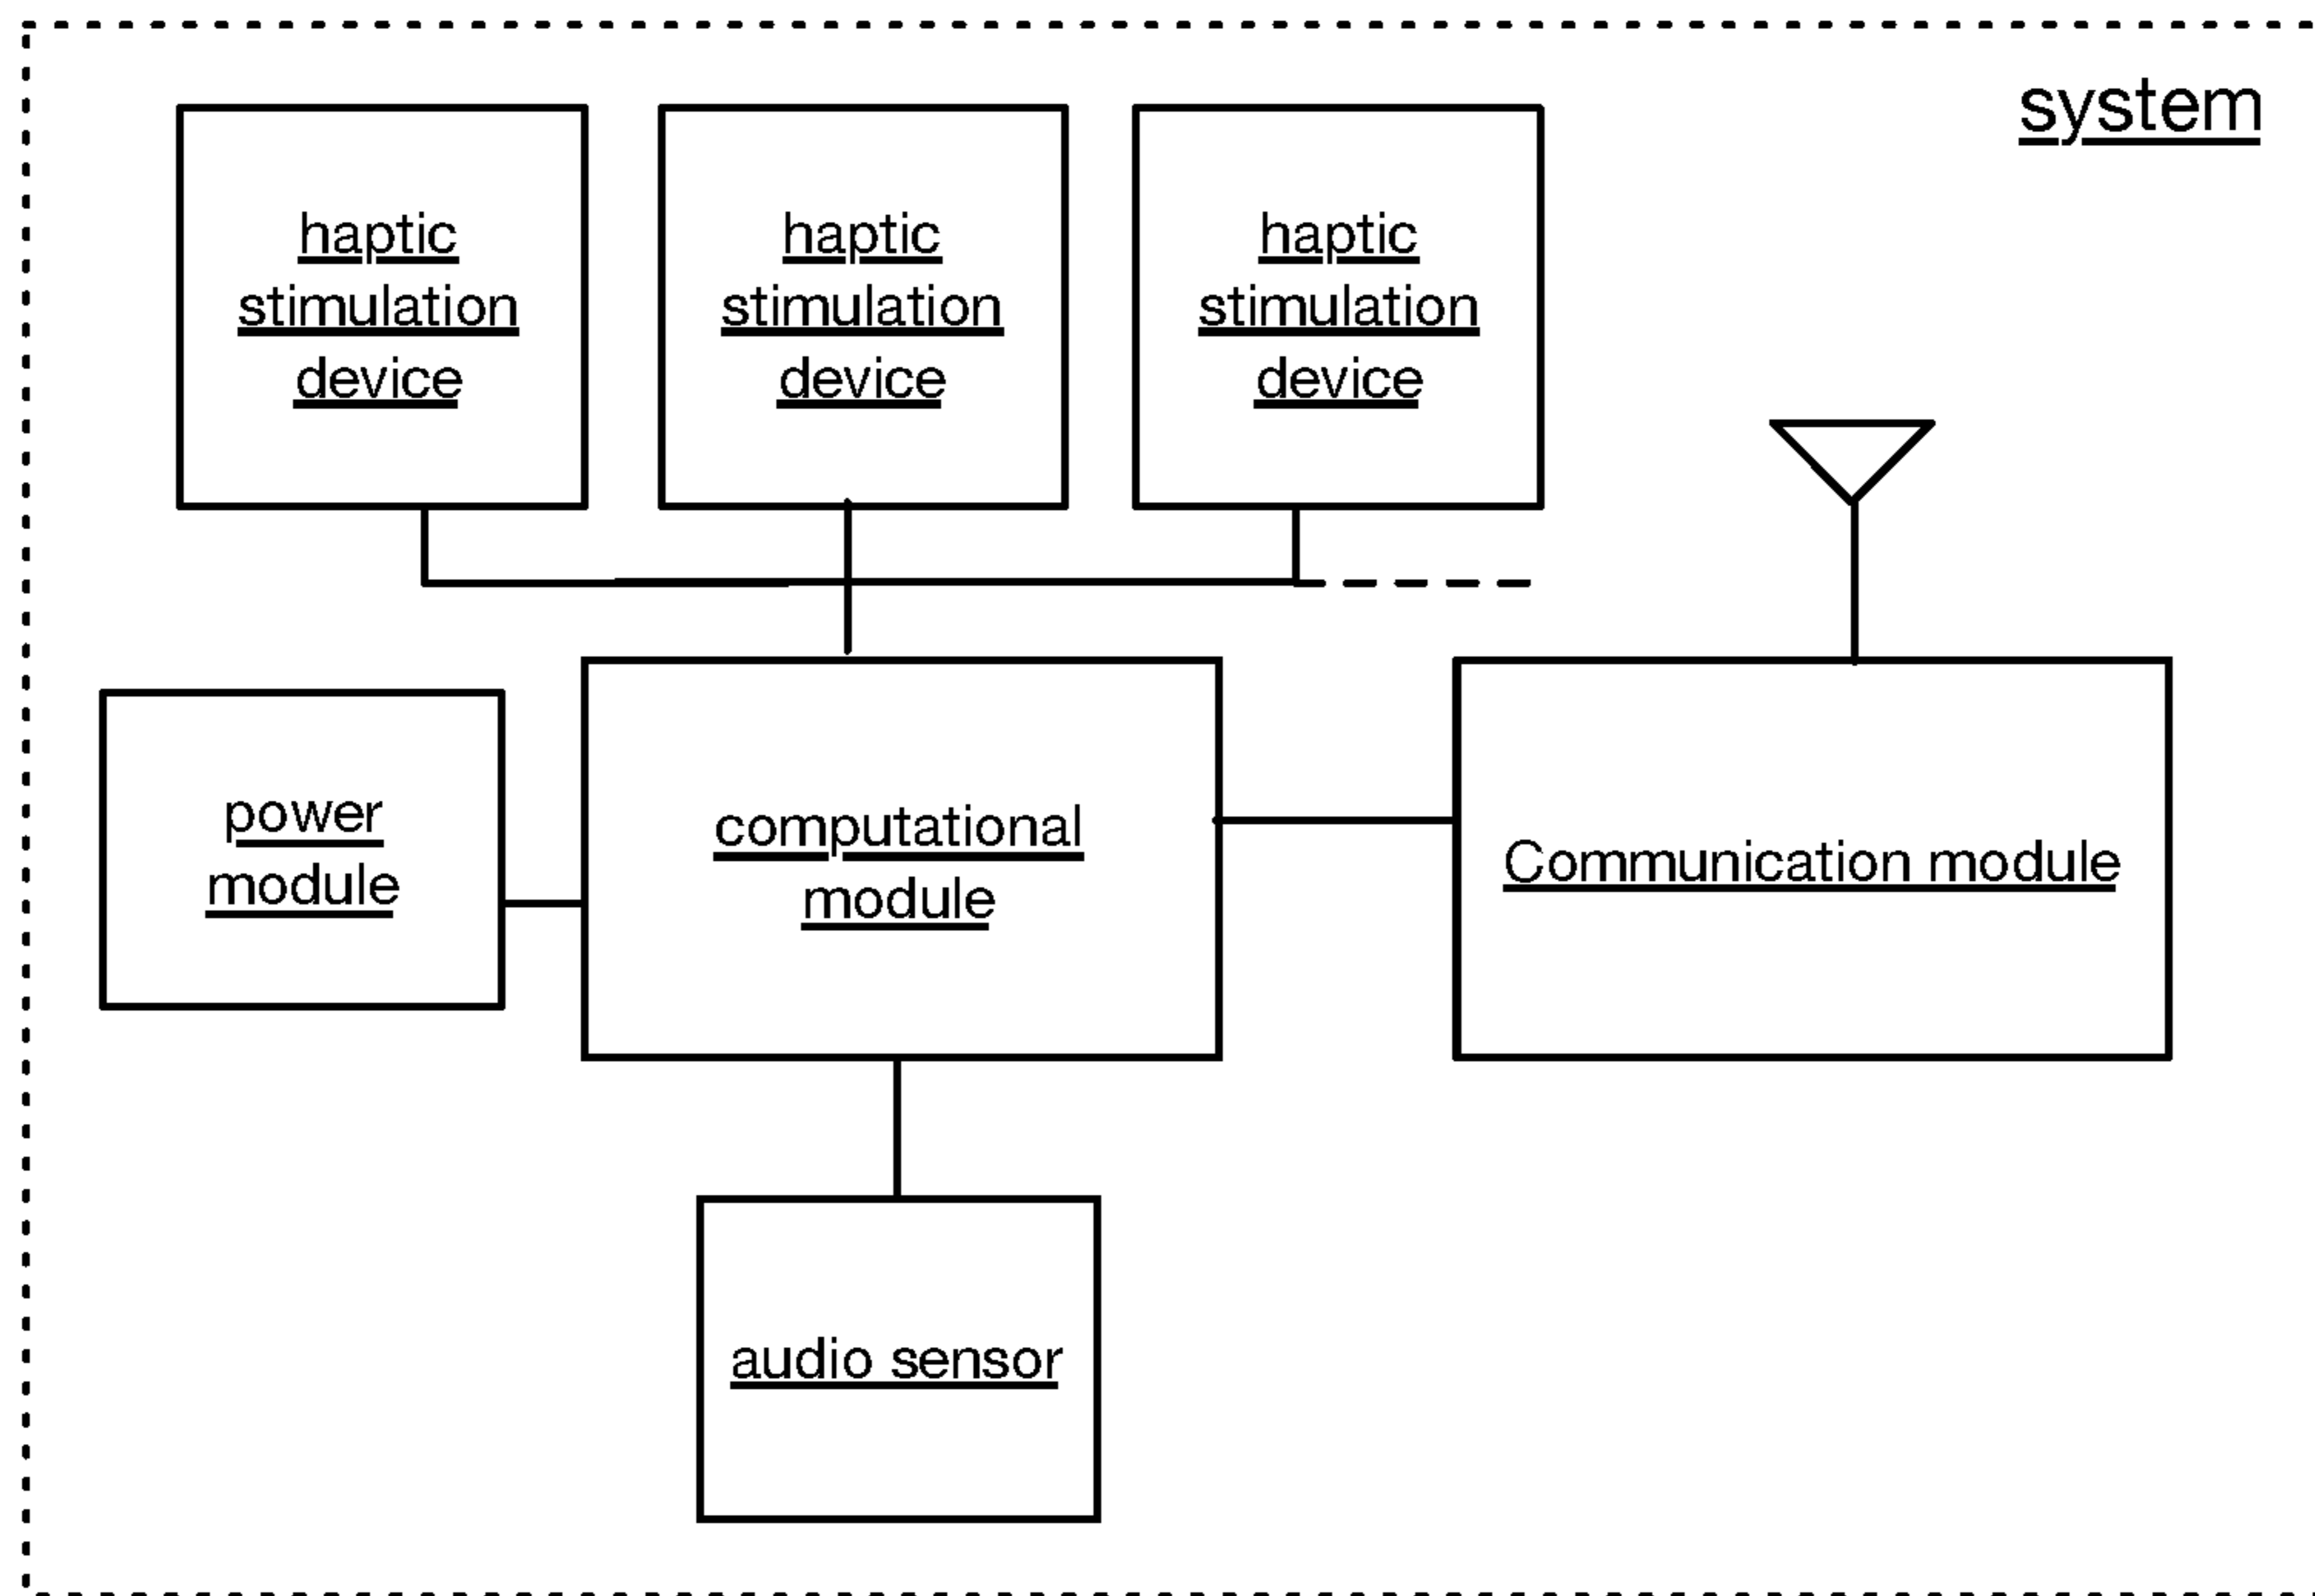 system
haptic
stimulation
device
haptic
stimulation
device
haptic
stimulation
device
power
module
computational
module
Communication module
audio sensor